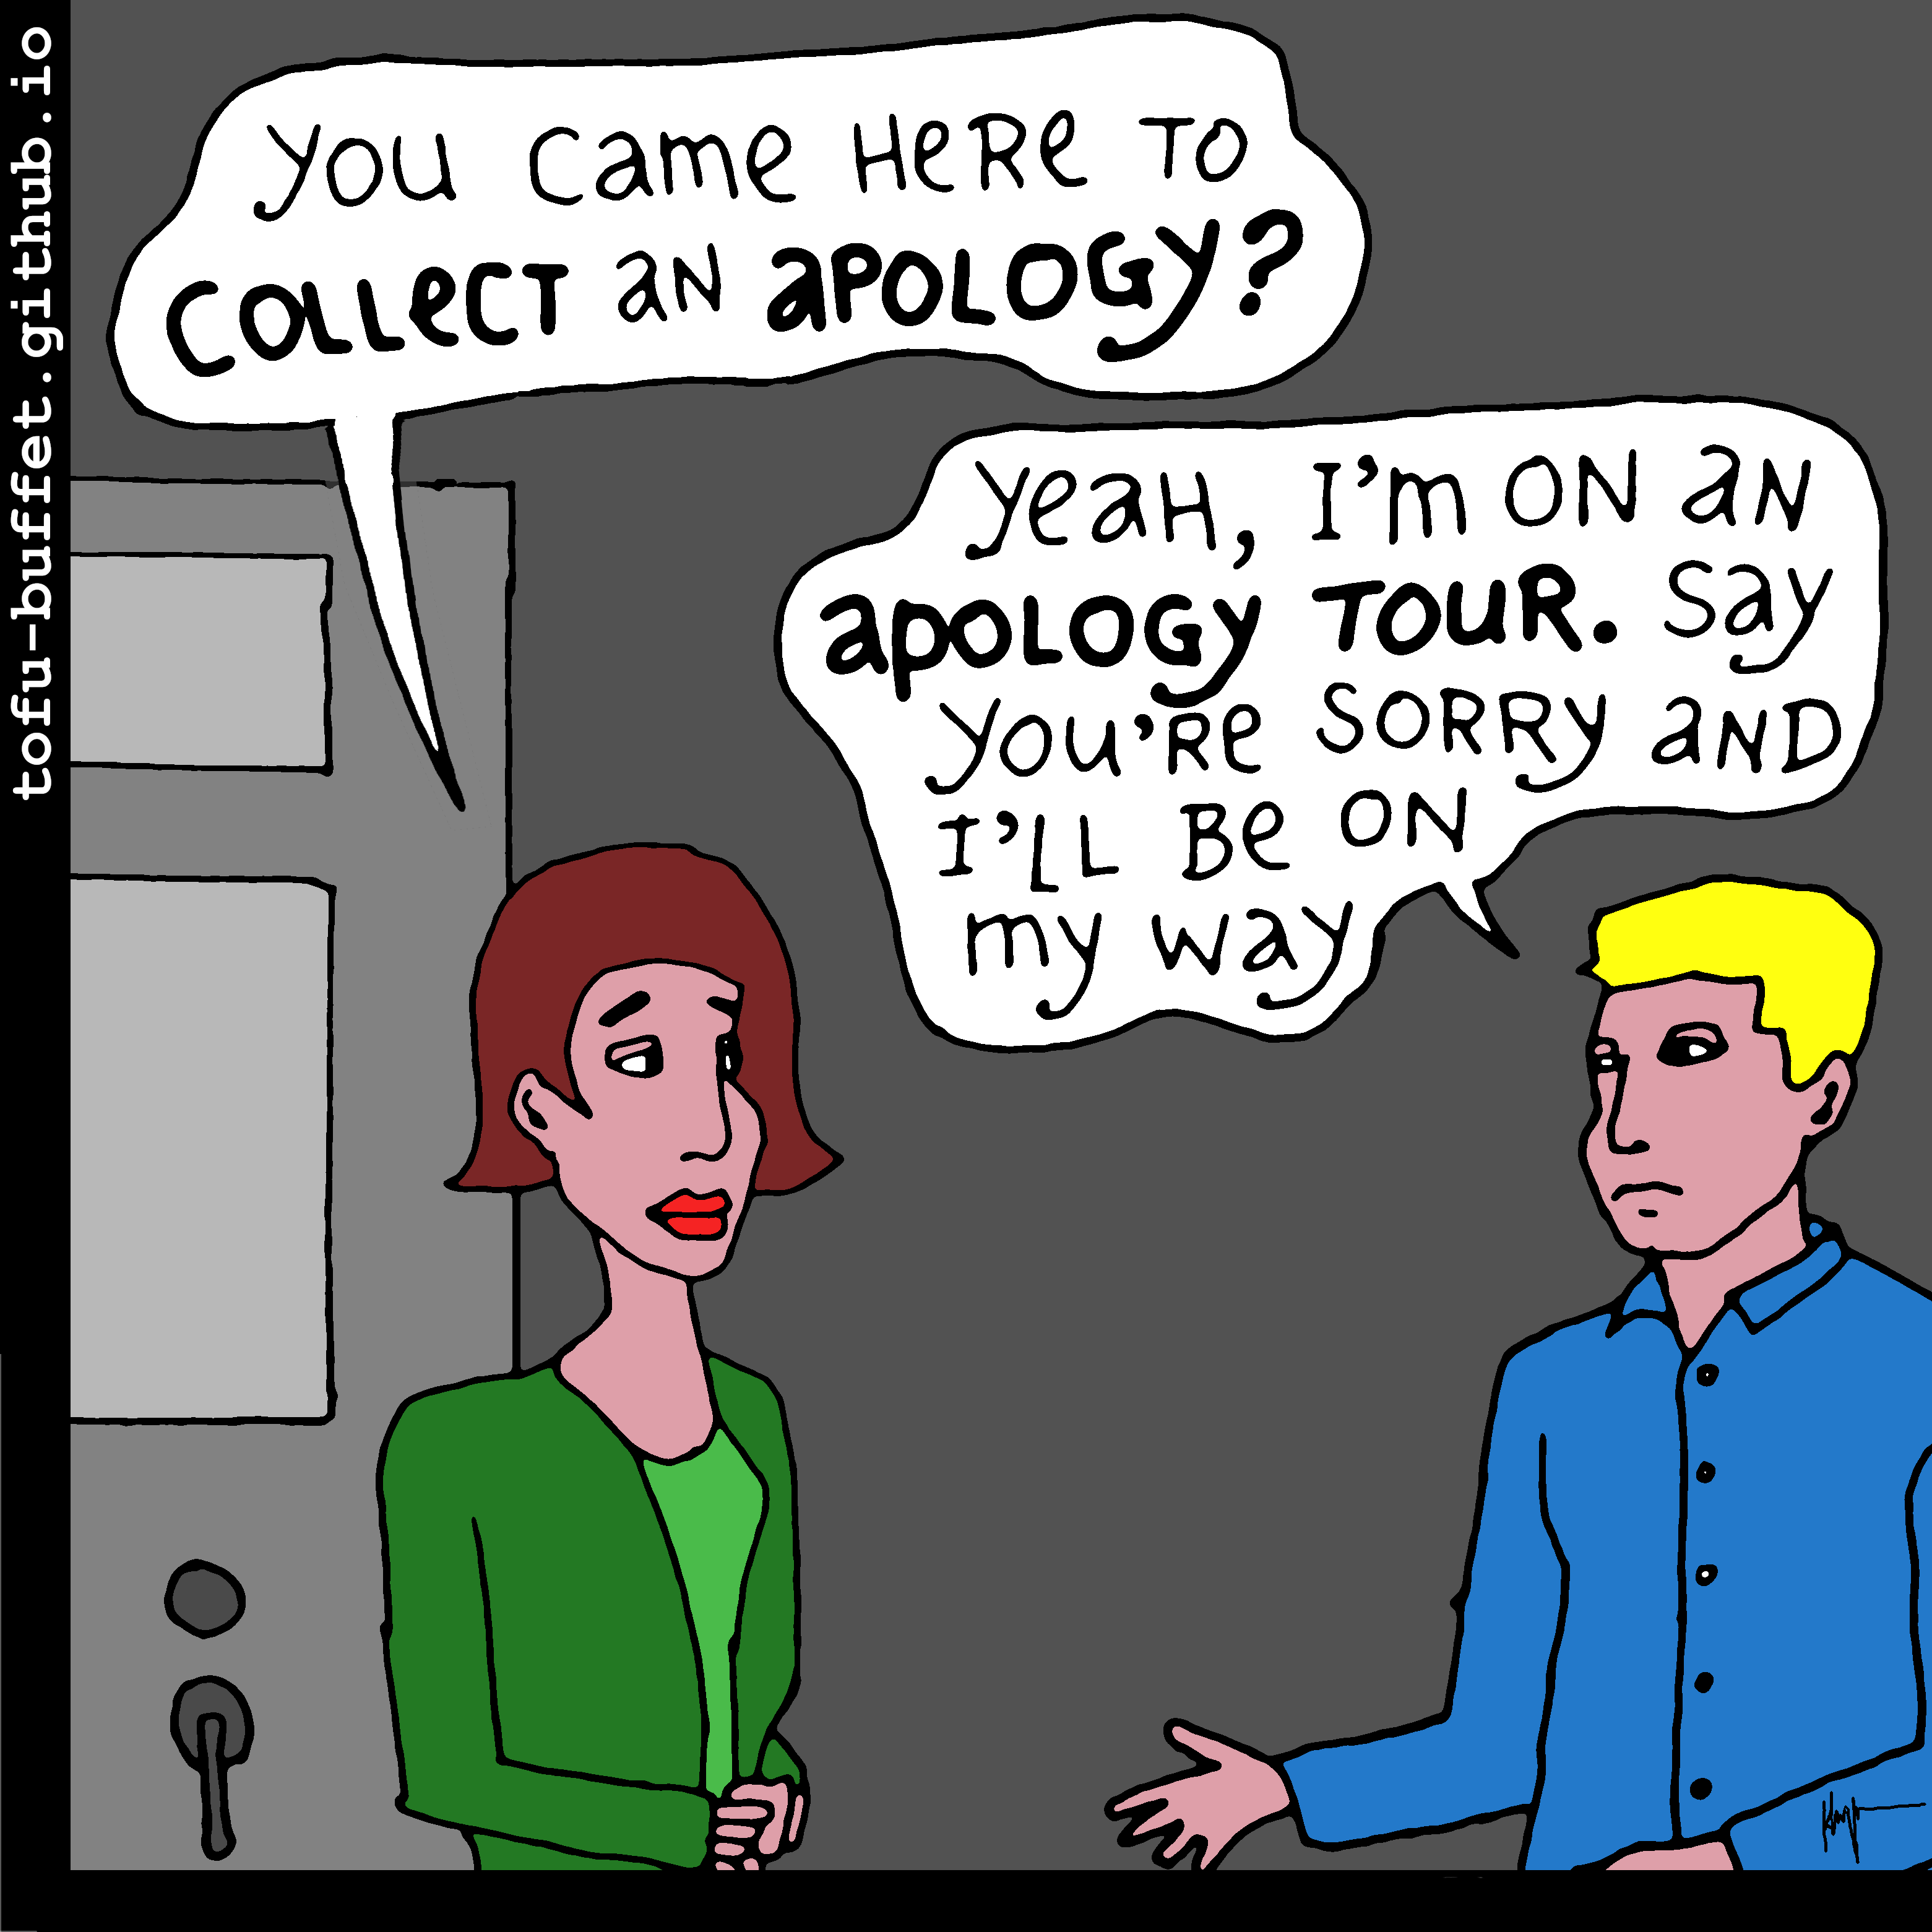 tofu-buffet.github.io
You came here to
collect an apology?
Yeah, I'm on an
apology tour. Say
you're sorry and
I'll be on
my way